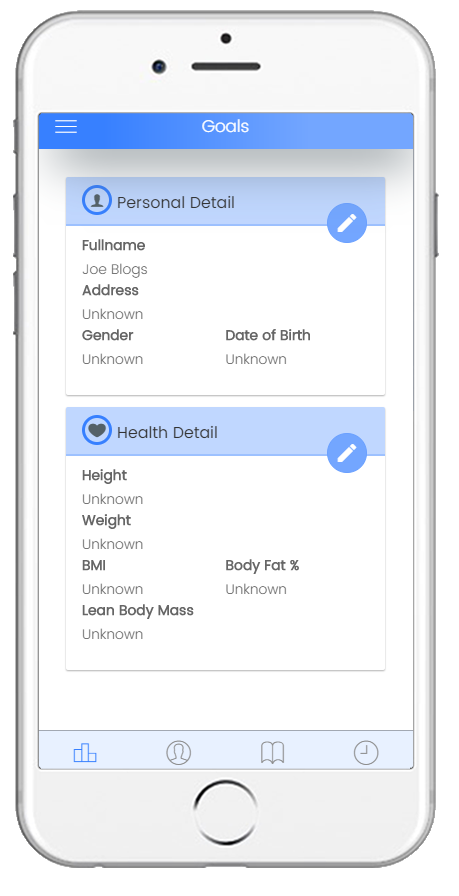 Goals
Personal Detail
Fullname
Joe Blogs
Address
Unknown
Gender Date of Birth
Unknown Unknown
Health Detail
Height
Unknown
Weight
Unknown
BMI Body Fat %
Unknown Unknown
Lean Body Mass
Unknown